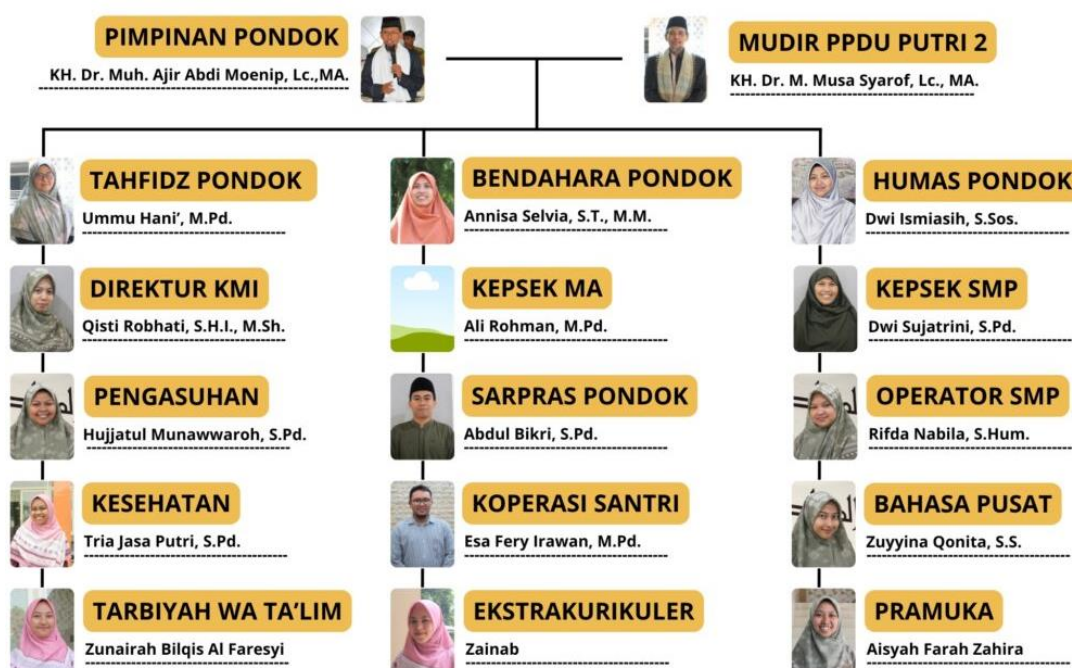 PIMPINAN PONDOK
KH. Dr. Muh. Ajir Abdi Moenip, Lc.,MA.
MUDIR PPDU PUTRI 2
KH. Dr. M. Musa Syarof, Lc., MA.
TAHFIDZ PONDOK
Ummu Hani’, M.Pd.
BENDAHARA PONDOK
Annisa Selvia, S.T., M.M.
HUMAS PONDOK
Dwi Ismiasih, S.Sos.
DIREKTUR KMI
Qisti Robhati, S.H.I., M.Sh.
KEPSEK MA
Ali Rohman, M.Pd.
KEPSEK SMP
Dwi Sujatrini, S.Pd.
PENGASUHAN
Hujjatul Munawwaroh, S.Pd.
SARPRAS PONDOK
Abdul Bikri, S.Pd.
OPERATOR SMP
Rifda Nabila, S.Hum.
KESEHATAN
Tria Jasa Putri, S.Pd.
KOPERASI SANTRI
Esa Fery Irawan, M.Pd.
BAHASA PUSAT
Zuyyina Qonita, S.S.
TARBIYAH WA TA’LIM
Zunairah Bilqis Al Faresyi
EKSTRAKURIKULER
Zainab
PRAMUKA
Aisyah Farah Zahira